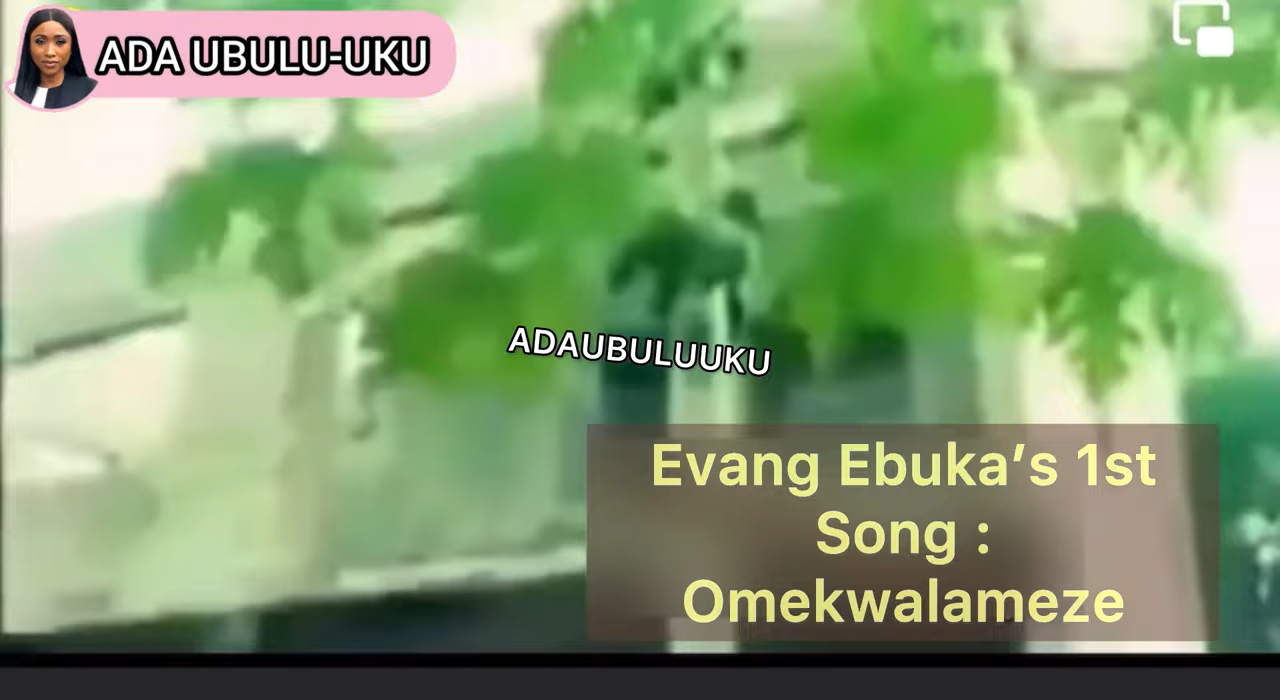 ADA UBULU-UKU
ADAUBULUUKU
Evang Ebuka’s 1st
Song :
Omekwalameze